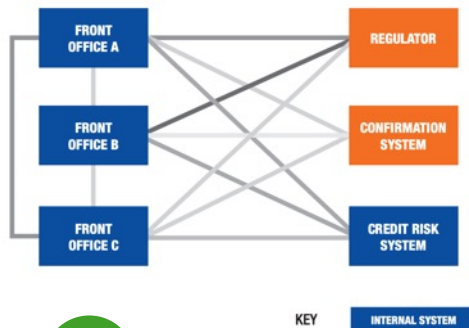 FRONT
OFFICE A
REGULATOR
FRONT
OFFICE B
CONFIRMATION
SYSTEM
FRONT
OFFICE C
CREDIT RISK
SYSTEM
KEY
INTERNAL SYSTEM